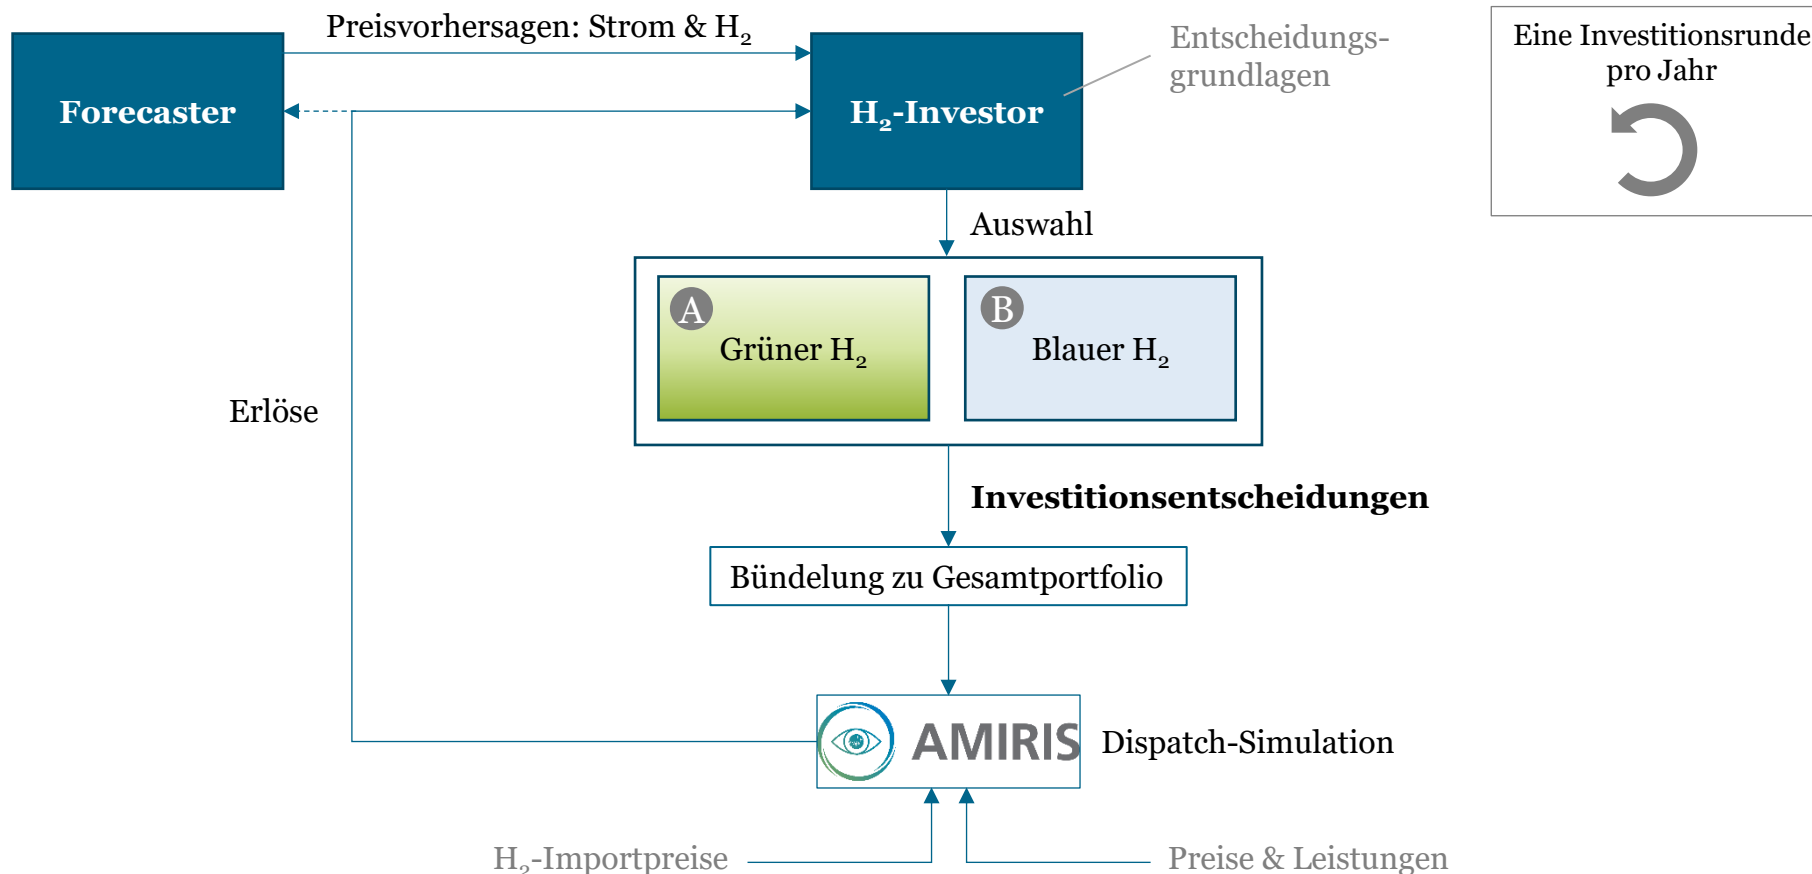 Preisvorhersagen: Strom & H₂
Forecaster
H₂-Investor
Entscheidungs-
grundlagen
Eine Investitionsrunde
pro Jahr
Auswahl
A
Grüner H₂
B
Blauer H₂
Erlöse
Investitionsentscheidungen
Bündelung zu Gesamtportfolio
AMIRIS
Dispatch-Simulation
H₂-Importpreise
Preise & Leistungen